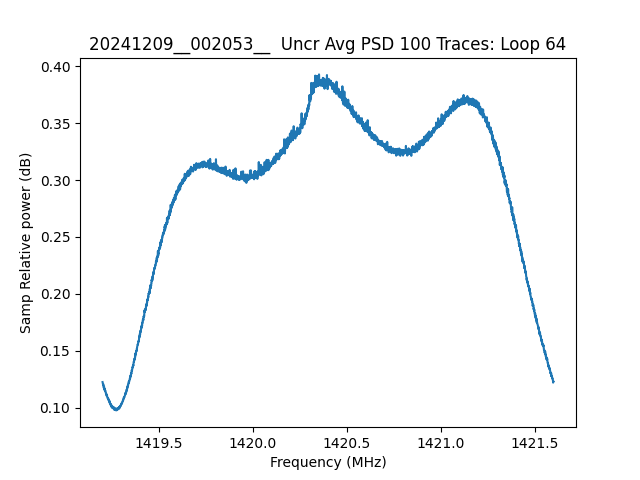 20241209__002053__  Uncr Avg PSD 100 Traces: Loop 64
0.40
0.35
0.30
0.25
0.20
0.15
0.10
Samp Relative power (dB)
1419.5 1420.0 1420.5 1421.0 1421.5
Frequency (MHz)